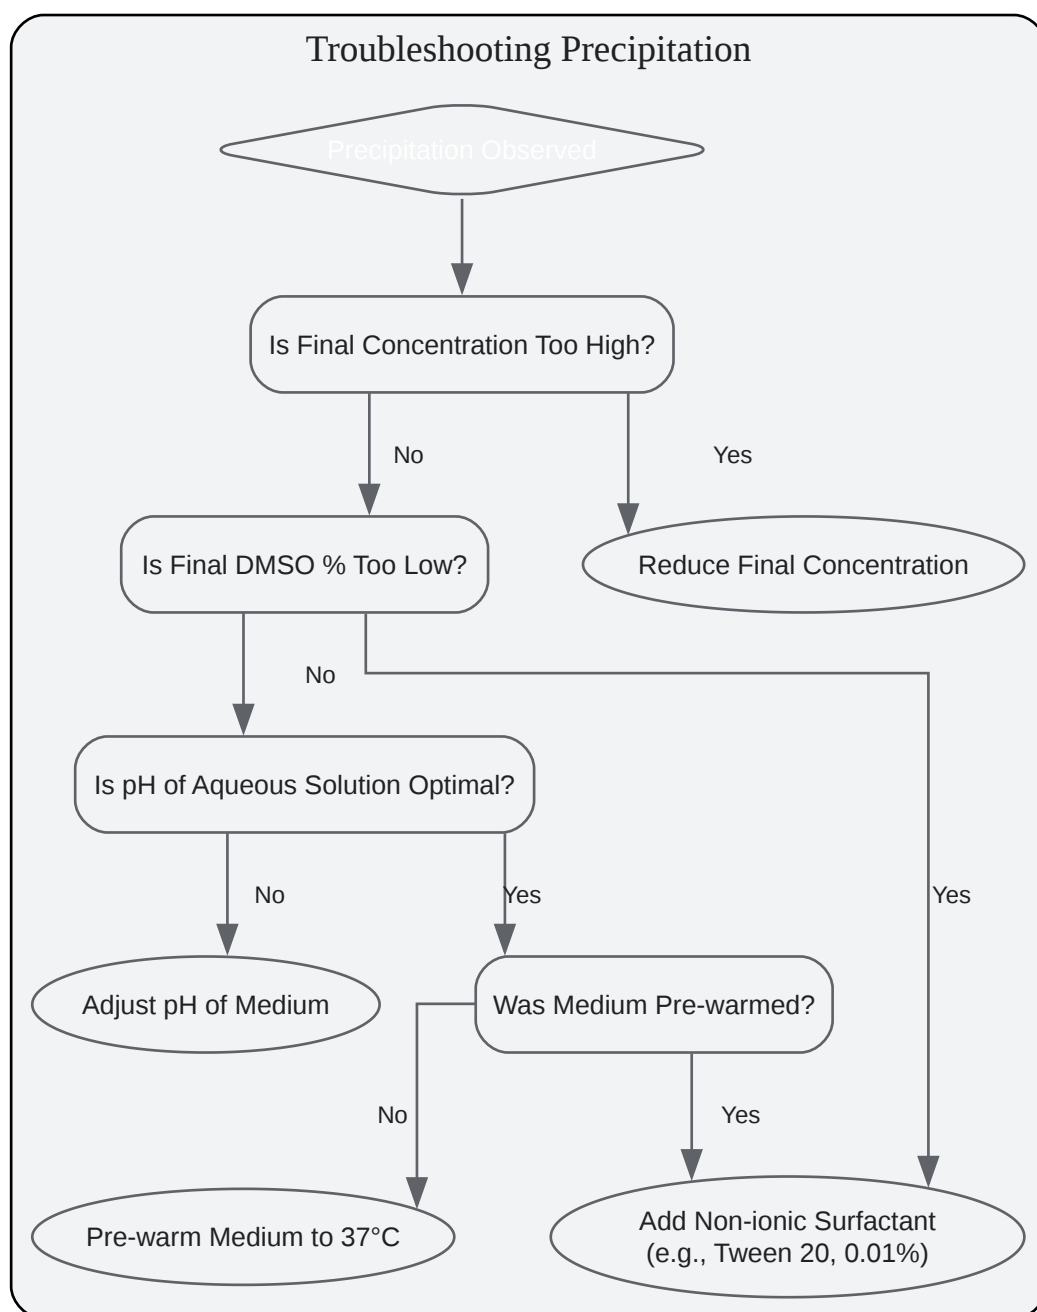 Troubleshooting Precipitation
Precipitation Observed
Is Final Concentration Too High?
No
Yes
Is Final DMSO % Too Low?
Reduce Final Concentration
No
Is pH of Aqueous Solution Optimal?
No
Yes
Yes
Adjust pH of Medium
Was Medium Pre-warmed?
No
Yes
Pre-warm Medium to 37°C
Add Non-ionic Surfactant
(e.g., Tween 20, 0.01%)